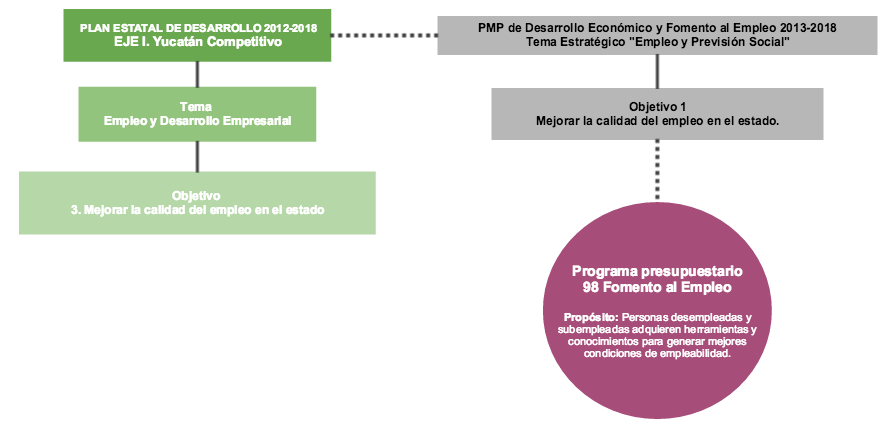 PLAN ESTATAL DE DESARROLLO 2012-2018
EJE I. Yucatán Competitivo
Tema
Empleo y Desarrollo Empresarial
Objetivo
3. Mejorar la calidad del empleo en el estado
PMP de Desarrollo Económico y Fomento al Empleo 2013-2018
Tema Estratégico "Empleo y Previsión Social"
Objetivo 1
Mejorar la calidad del empleo en el estado.
Programa presupuestario
98 Fomento al Empleo
Propósito: Personas desempleadas y
subempleadas adquieren herramientas y
conocimientos para generar mejores
condiciones de empleabilidad.